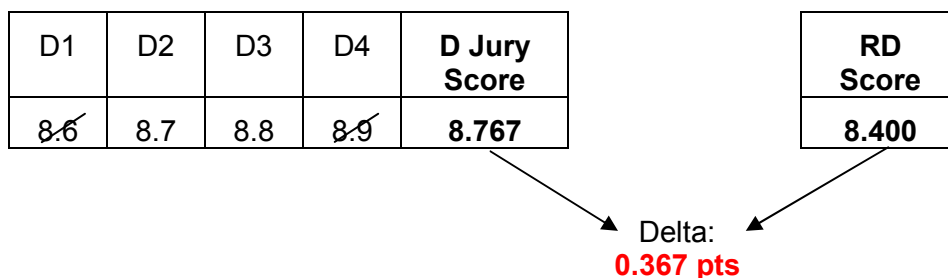 D1 D2 D3 D4 D Jury Score RD Score
8.6 8.7 8.8 8.9 8.767 8.400
Delta:
0.367 pts